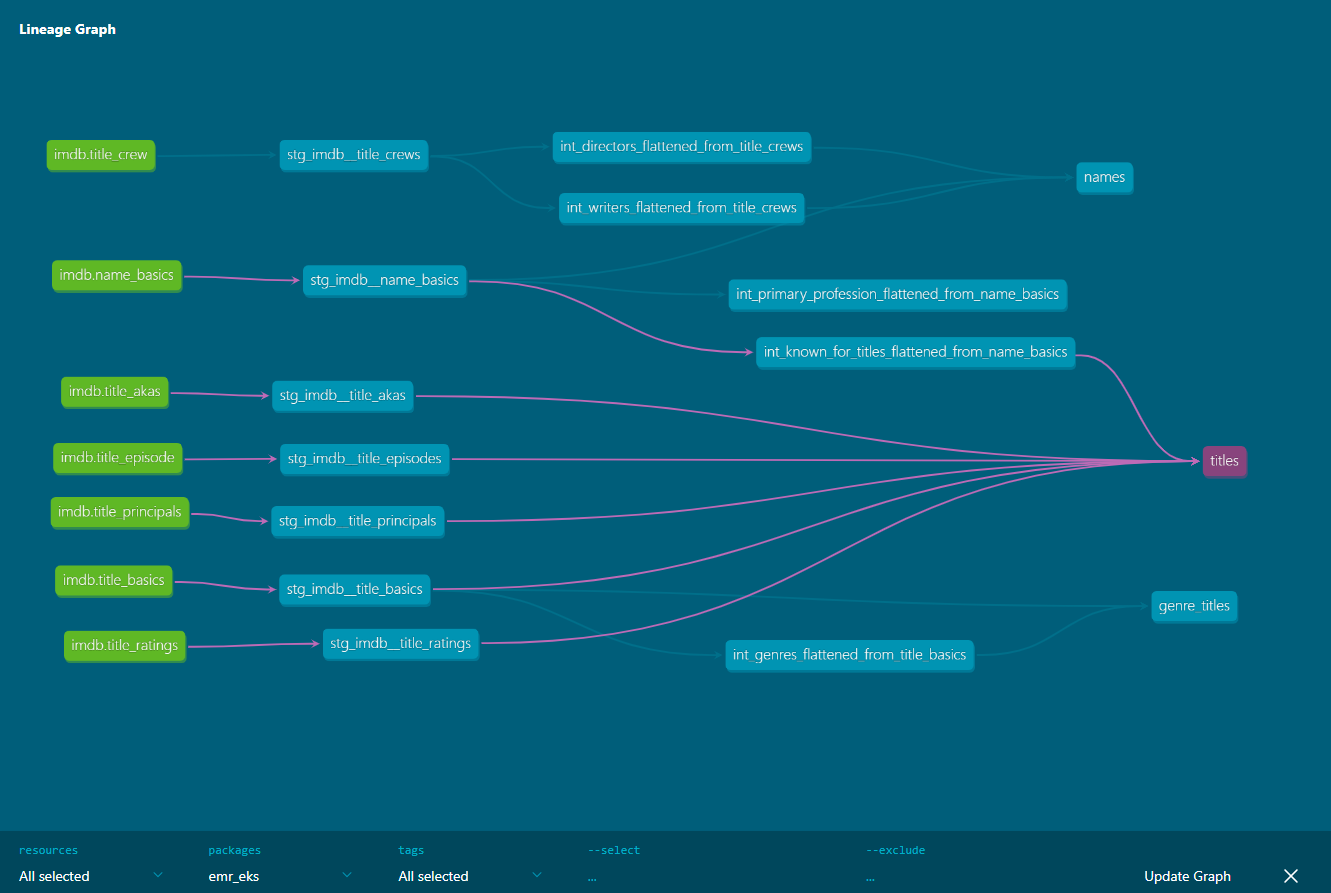 Lineage Graph
imdb.title_crew
stg_imdb__title_crews
int_directors_flattened_from_title_crews
int_writers_flattened_from_title_crews
names
imdb.name_basics
stg_imdb__name_basics
int_primary_profession_flattened_from_name_basics
int_known_for_titles_flattened_from_name_basics
imdb.title_akas
stg_imdb__title_akas
imdb.title_episode
stg_imdb__title_episodes
titles
imdb.title_principals
stg_imdb__title_principals
imdb.title_basics
stg_imdb__title_basics
genre_titles
imdb.title_ratings
stg_imdb__title_ratings
int_genres_flattened_from_title_basics
resources
All selected
packages
emr_eks
tags
All selected
--select
...
--exclude
...
Update Graph